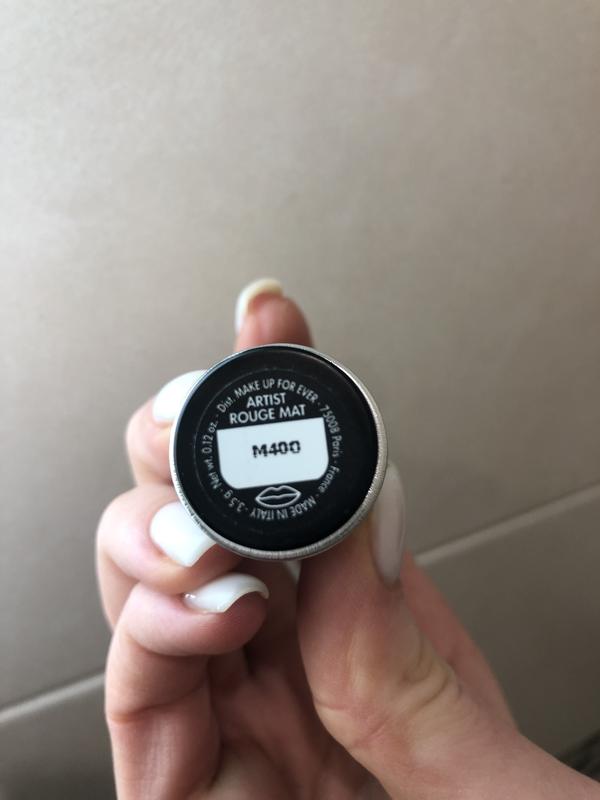 Dist. MAKE UP FOR EVER - 75008 Paris - France - MADE IN ITALY - 3.5 g - Net wt. 0.12 oz. -
ARTIST
ROUGE MAT
M400